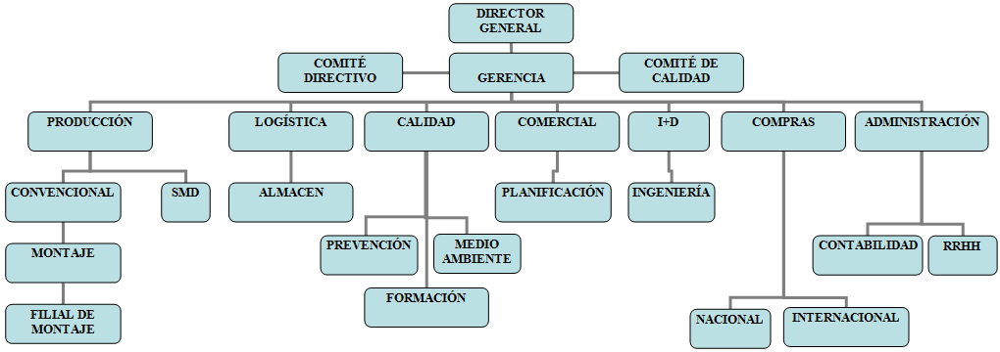 DIRECTOR
GENERAL
COMITÉ
DIRECTIVO
GERENCIA
COMITÉ DE
CALIDAD
PRODUCCIÓN
LOGÍSTICA
CALIDAD
COMERCIAL
I+D
COMPRAS
ADMINISTRACIÓN
CONVENCIONAL
SMD
ALMACEN
PLANIFICACIÓN
INGENIERÍA
MONTAJE
PREVENCIÓN
MEDIO
AMBIENTE
CONTABILIDAD
RRHH
FORMACIÓN
FILIAL DE
MONTAJE
NACIONAL
INTERNACIONAL